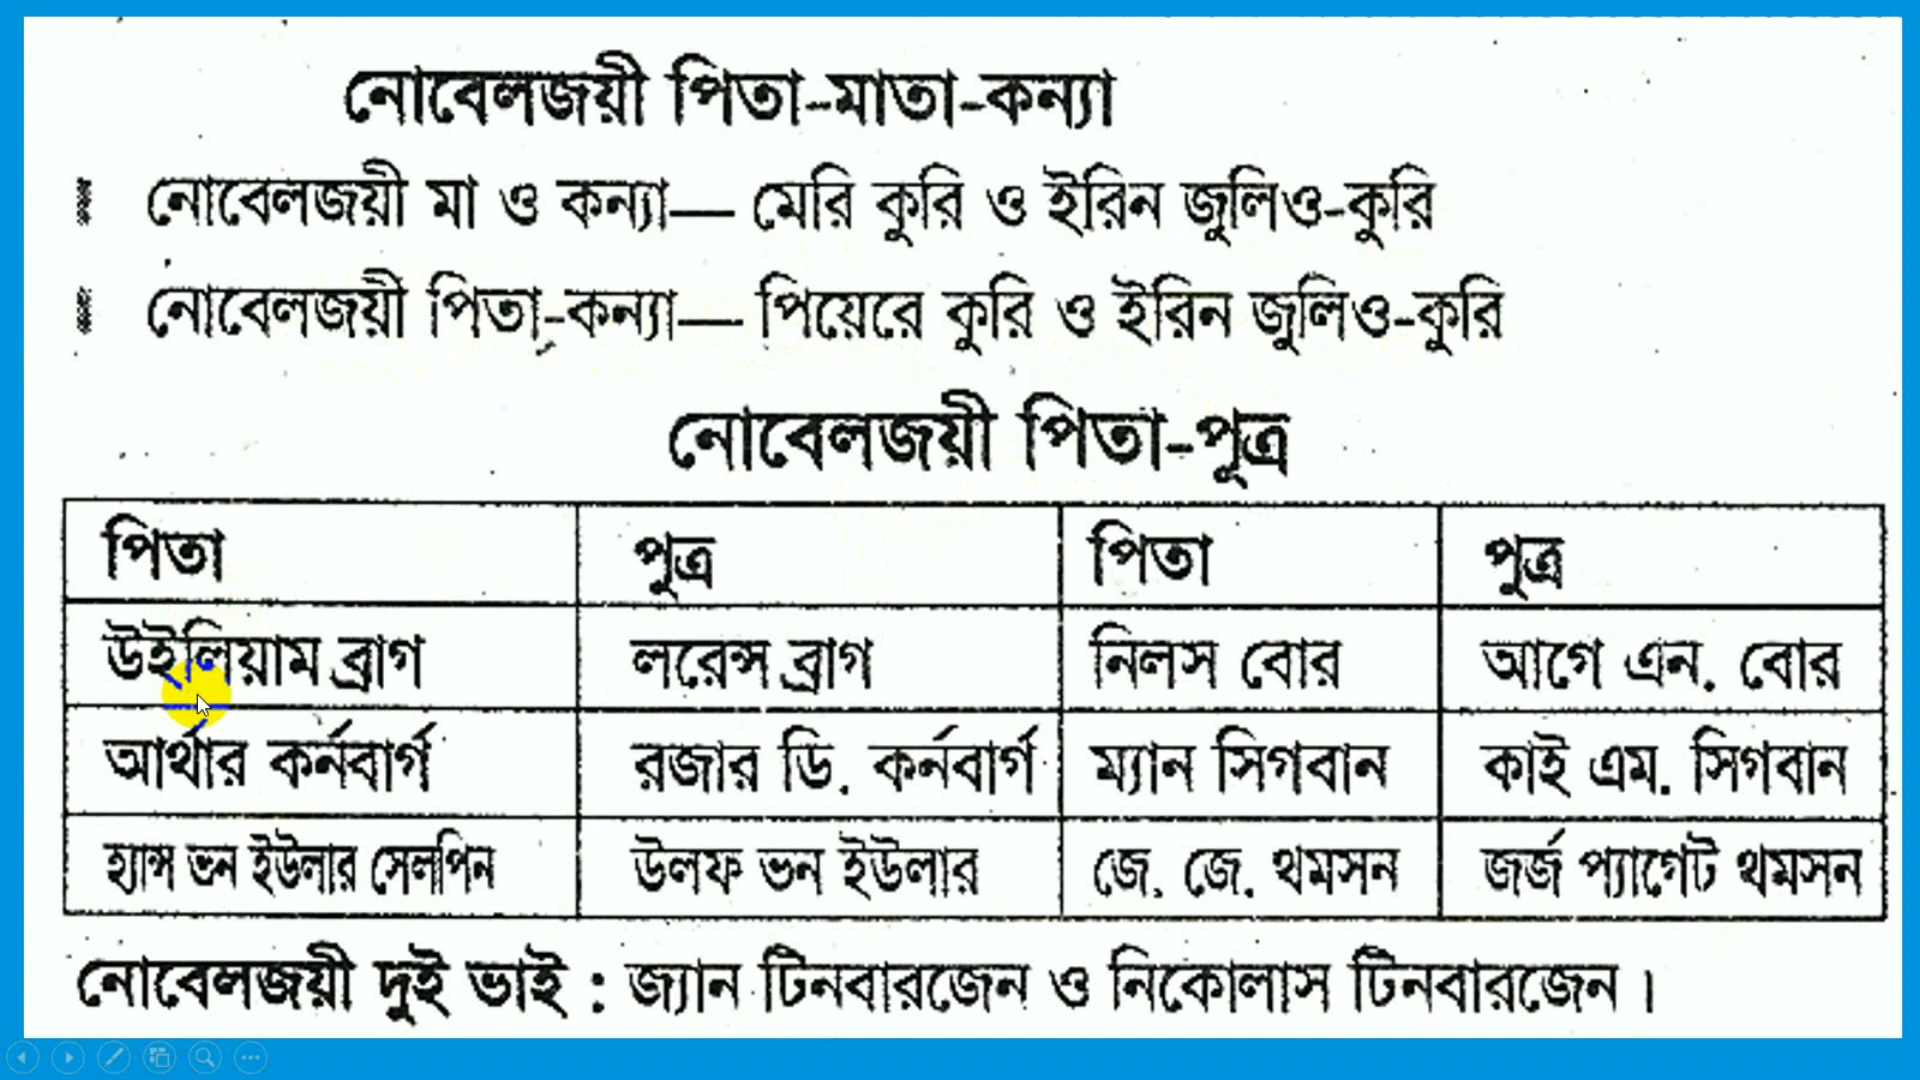 নোবেলজয়ী পিতা-মাতা-কন্যা
নোবেলজয়ী মা ও কন্যা— মেরি কুরি ও ইরিন জুলিও-কুরি
নোবেলজয়ী পিতা-কন্যা— পিয়েরে কুরি ও ইরিন জুলিও-কুরি
নোবেলজয়ী পিতা-পূত্র
পিতা পুত্র পিতা পুত্র
উইলিয়াম ব্রাগ লরেন্স ব্রাগ নিলস বোর আগে এন. বোর
আর্থার কর্নবার্গ রজার ডি. কর্নবার্গ ম্যান সিগবান কাই এম. সিগবান
হ্যান্স ভন ইউলার সেলপিন উলফ ভন ইউলার জে. জে. থমসন জর্জ প্যাগেট থমসন
নোবেলজয়ী দুই ভাই : জ্যান টিনবারজেন ও নিকোলাস টিনবারজেন।